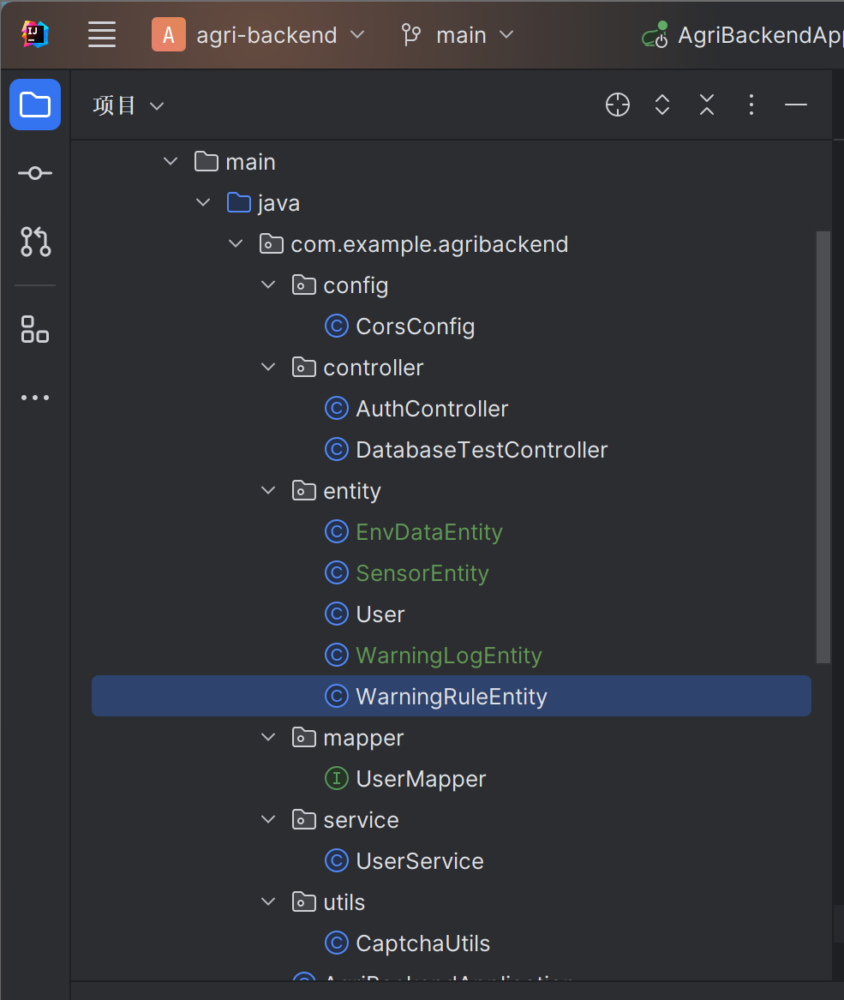 A agri-backend main AgriBackendApp
项目
main
java
com.example.agribackend
config
CorsConfig
controller
AuthController
DatabaseTestController
entity
EnvDataEntity
SensorEntity
User
WarningLogEntity
WarningRuleEntity
mapper
UserMapper
service
UserService
utils
CaptchaUtils
AgriBackendApplication